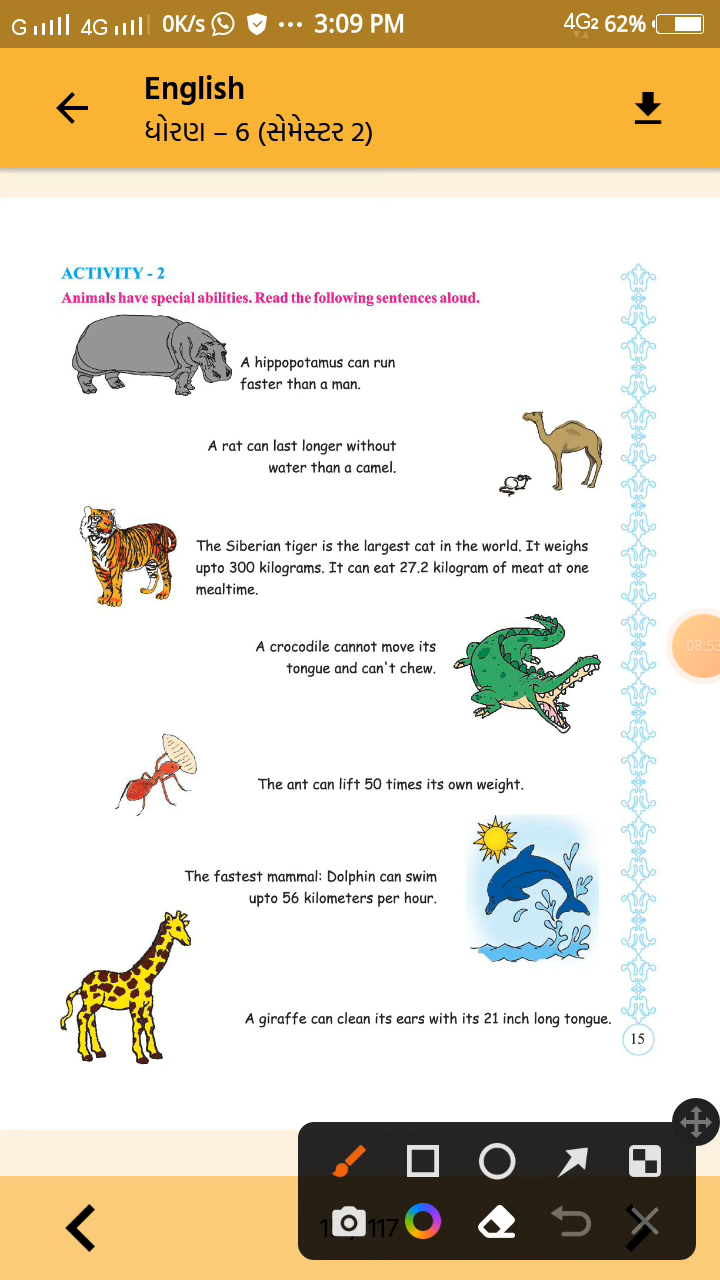 G 4G 0K/s 3:09 PM 4G2 62%
English
ધોરણ – 6 (સેમેસ્ટર 2)
ACTIVITY - 2
Animals have special abilities. Read the following sentences aloud.
A hippopotamus can run
faster than a man.
A rat can last longer without
water than a camel.
The Siberian tiger is the largest cat in the world. It weighs
upto 300 kilograms. It can eat 27.2 kilogram of meat at one
mealtime.
A crocodile cannot move its
tongue and can't chew.
08:53
The ant can lift 50 times its own weight.
The fastest mammal: Dolphin can swim
upto 56 kilometers per hour.
A giraffe can clean its ears with its 21 inch long tongue.
15
117